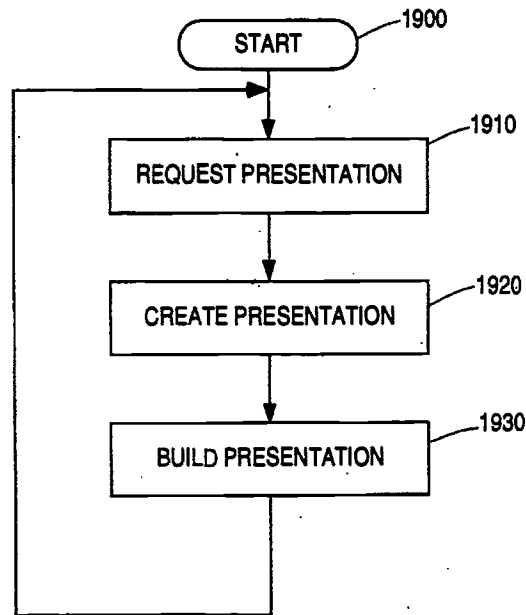 1900
START
1910
REQUEST PRESENTATION
1920
CREATE PRESENTATION
1930
BUILD PRESENTATION